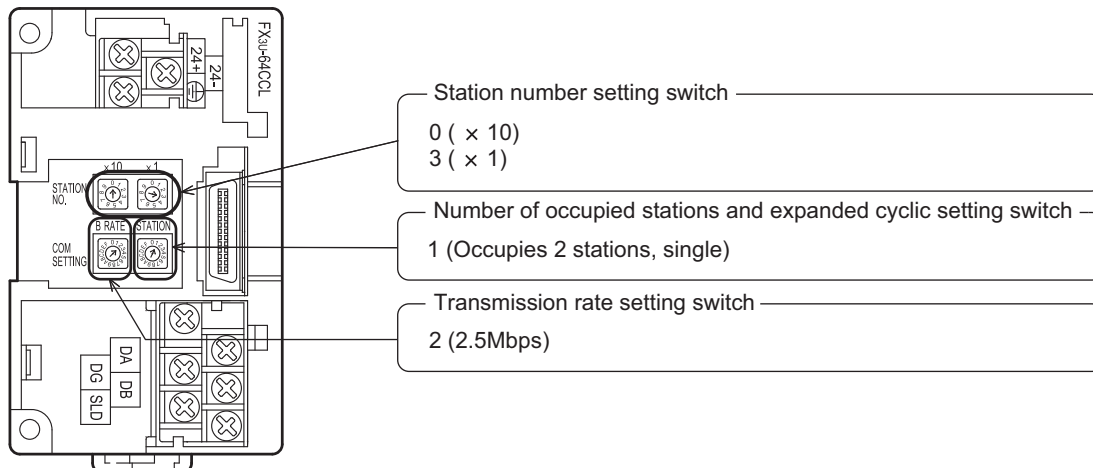 FX3U-64CCL
24+
24-
×10 ×1
STATION NO.
B RATE STATION
COM SETTING
DA
DG
DB
SLD
Station number setting switch
0 ( × 10)
3 ( × 1)
Number of occupied stations and expanded cyclic setting switch
1 (Occupies 2 stations, single)
Transmission rate setting switch
2 (2.5Mbps)